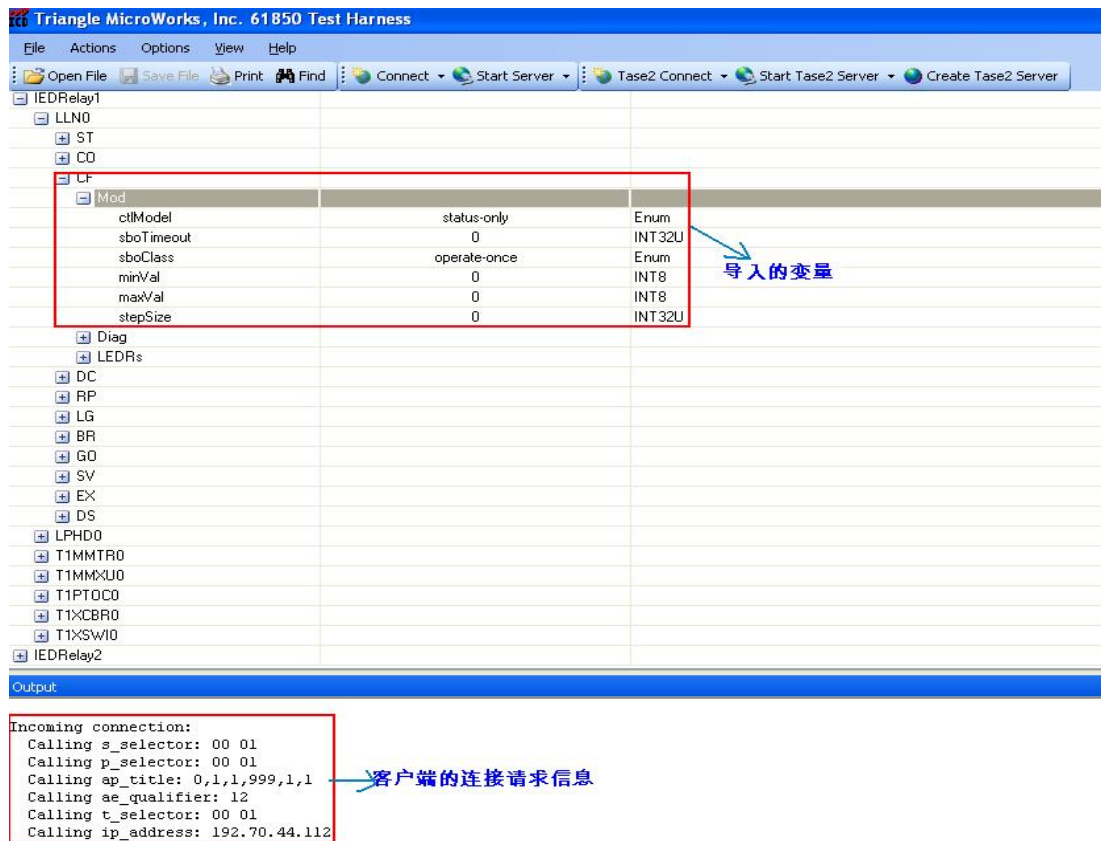 Triangle MicroWorks, Inc. 61850 Test Harness
File Actions Options View Help
Open File Save File Print Find Connect Start Server Tase2 Connect Start Tase2 Server Create Tase2 Server
IEDRelay1
LLN0
ST
CO
CF
Mod
ctlModel status-only Enum
sboTimeout 0 INT32U
sboClass operate-once Enum
minVal 0 INT8
maxVal 0 INT8
stepSize 0 INT32U
导入的变量
Diag
LEDRs
DC
RP
LG
BR
GO
SV
EX
DS
LPHD0
T1MMTR0
T1MMXU0
T1PTOC0
T1XCBR0
T1XSWI0
IEDRelay2
Output
Incoming connection:
Calling s_selector: 00 01
Calling p_selector: 00 01
Calling ap_title: 0,1,1,999,1,1
客户端的连接请求信息
Calling ae_qualifier: 12
Calling t_selector: 00 01
Calling ip_address: 192.70.44.112